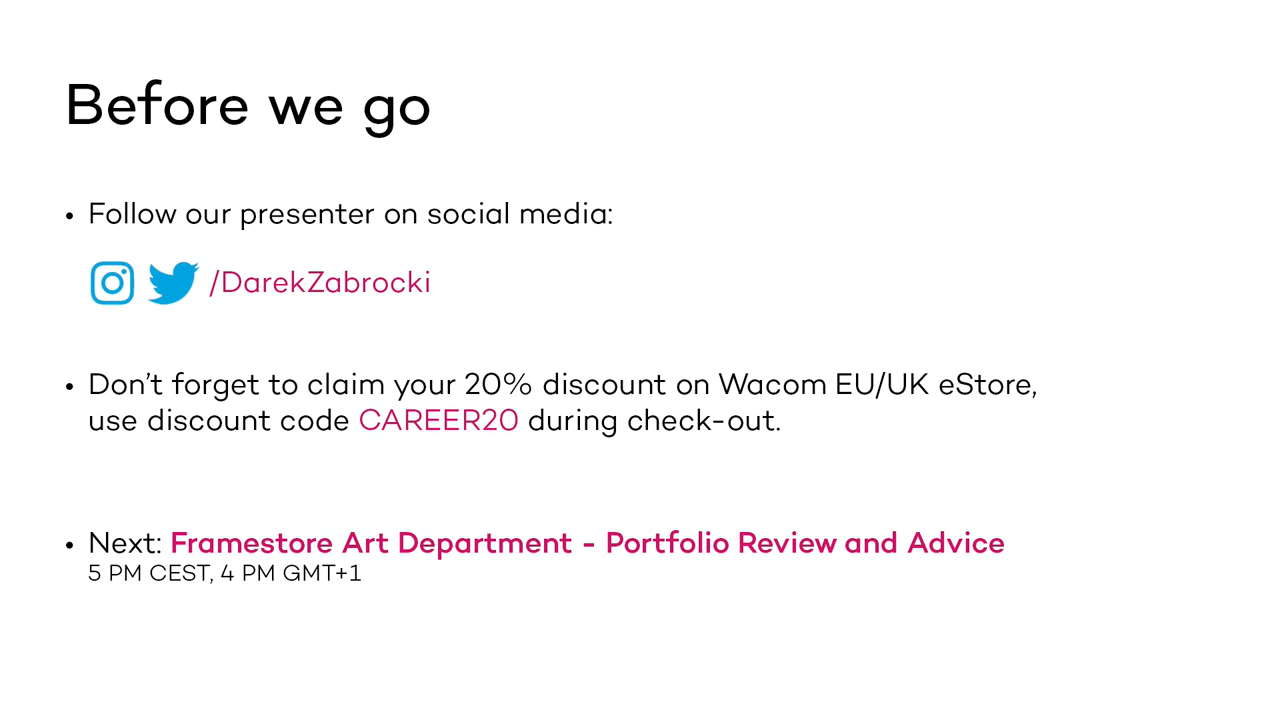 Before we go
• Follow our presenter on social media:
/DarekZabrocki
• Don’t forget to claim your 20% discount on Wacom EU/UK eStore,
use discount code CAREER20 during check-out.
• Next: Framestore Art Department - Portfolio Review and Advice
5 PM CEST, 4 PM GMT+1